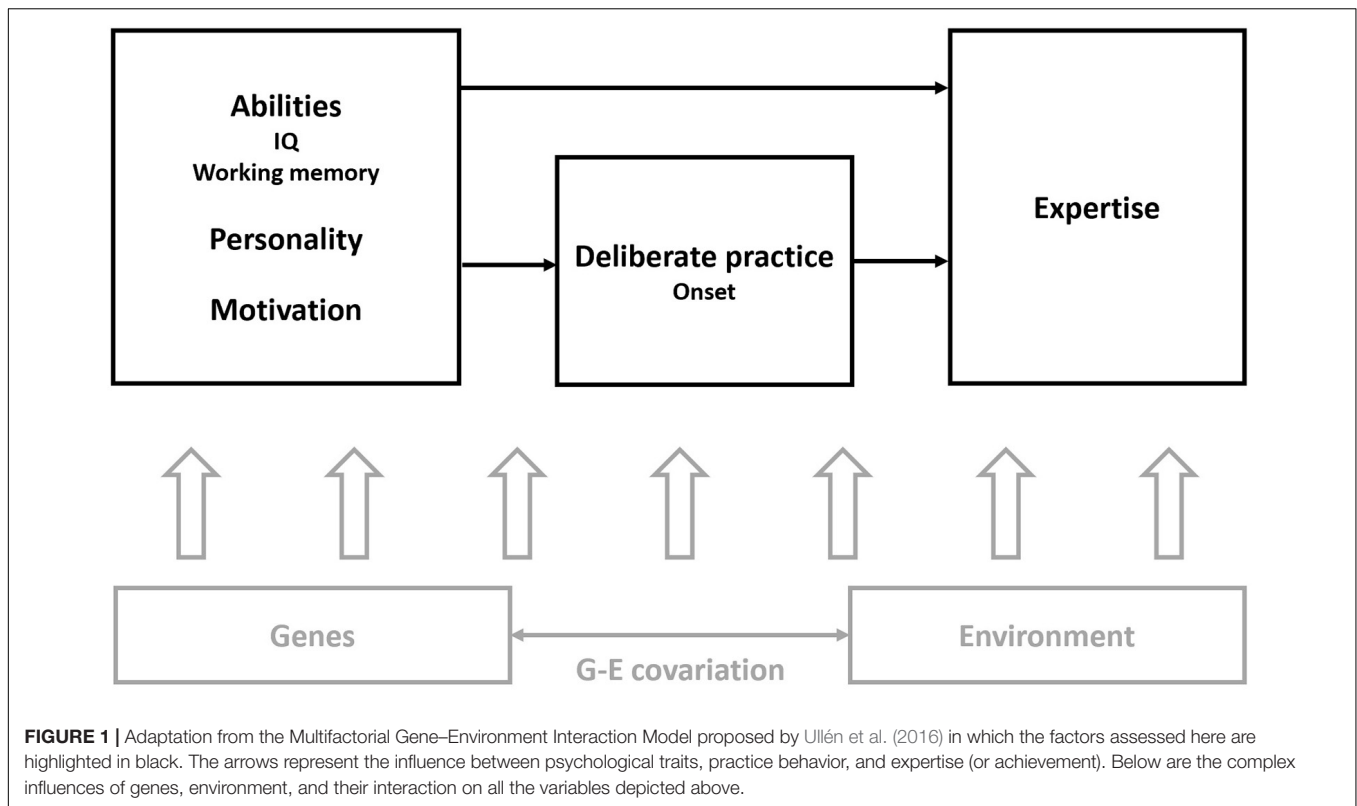 Abilities
IQ
Working memory
Personality
Motivation
Deliberate practice
Onset
Expertise
Genes
G-E covariation
Environment
FIGURE 1 | Adaptation from the Multifactorial Gene–Environment Interaction Model proposed by Ullén et al. (2016) in which the factors assessed here are
highlighted in black. The arrows represent the influence between psychological traits, practice behavior, and expertise (or achievement). Below are the complex
influences of genes, environment, and their interaction on all the variables depicted above.